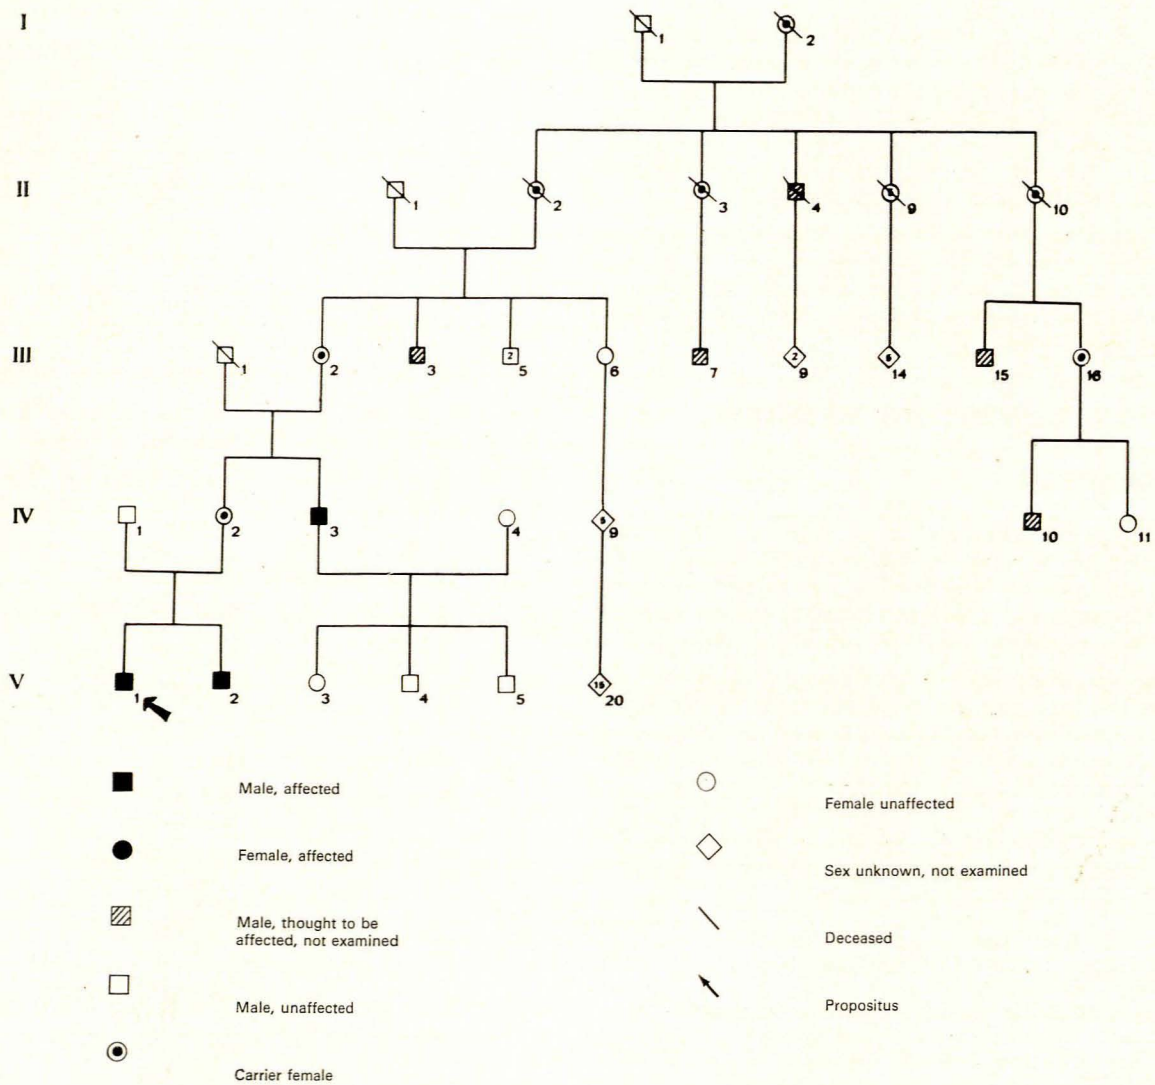 I
1 2
II
1 2 3 4 5 9 10
III
1 2 3 2 5 6 7 2 9 5 14 15 16
IV
1 2 3 4 5 9 10 11
V
1 2 3 4 5 15 20
Male, affected
Female unaffected
Female, affected
Sex unknown, not examined
Male, thought to be
affected, not examined
Deceased
Male, unaffected
Propositus
Carrier female